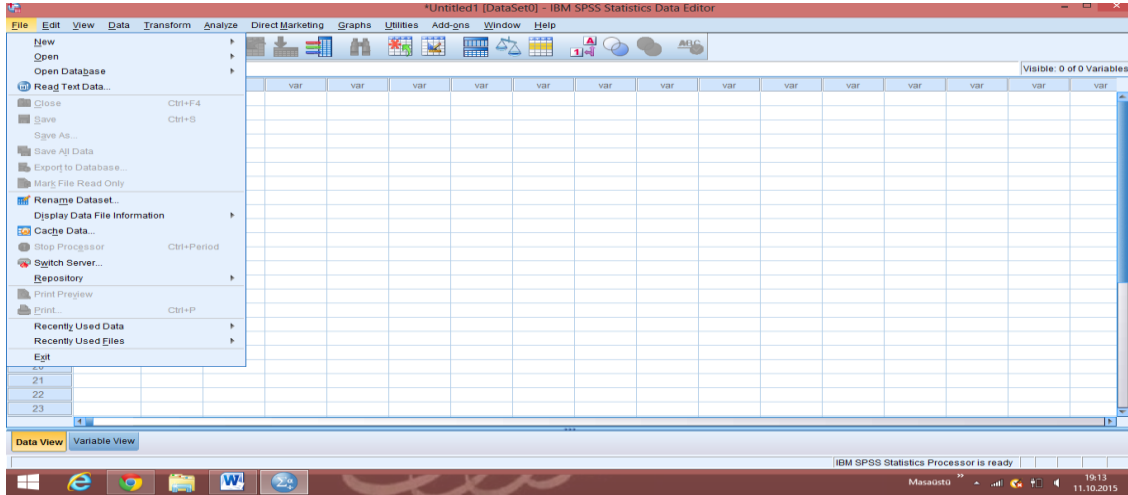 *Untitled1 [DataSet0] - IBM SPSS Statistics Data Editor
File Edit View Data Transform Analyze Direct Marketing Graphs Utilities Add-ons Window Help
New
Open
Open Database
Read Text Data...
Close Ctrl+F4
Save Ctrl+S
Save As...
Save All Data
Export to Database...
Mark File Read Only
Rename Dataset...
Display Data File Information
Cache Data...
Stop Processor Ctrl+Period
Switch Server...
Repository
Print Preview
Print... Ctrl+P
Recently Used Data
Recently Used Files
Exit
Visible: 0 of 0 Variables
var var var var var var var var var var var var var
20
21
22
23
Data View Variable View
IBM SPSS Statistics Processor is ready
Masaüstü
19:13
11.10.2015